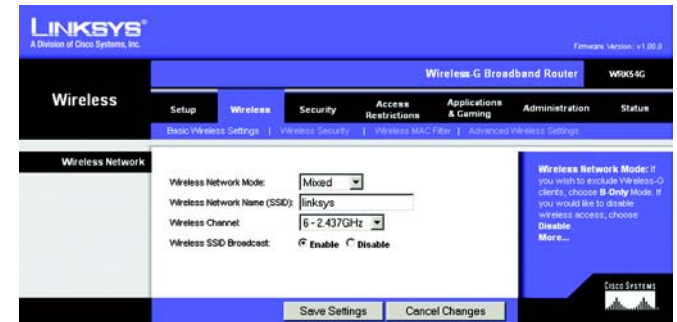 LINKSYS®
A Division of Cisco Systems, Inc.
Firmware Version: v1.00.0
Wireless-G Broadband Router WRK54G
Wireless
Setup Wireless Security Access Restrictions Applications & Gaming Administration Status
Basic Wireless Settings | Wireless Security | Wireless MAC Filter | Advanced Wireless Settings
Wireless Network
Wireless Network Mode: Mixed
Wireless Network Name (SSID): linksys
Wireless Channel: 6 - 2.437GHz
Wireless SSID Broadcast: Enable Disable
Wireless Network Mode: If
you wish to exclude Wireless-G
clients, choose B-Only Mode. If
you would like to disable
wireless access, choose
Disable.
More...
CISCO SYSTEMS
Save Settings Cancel Changes